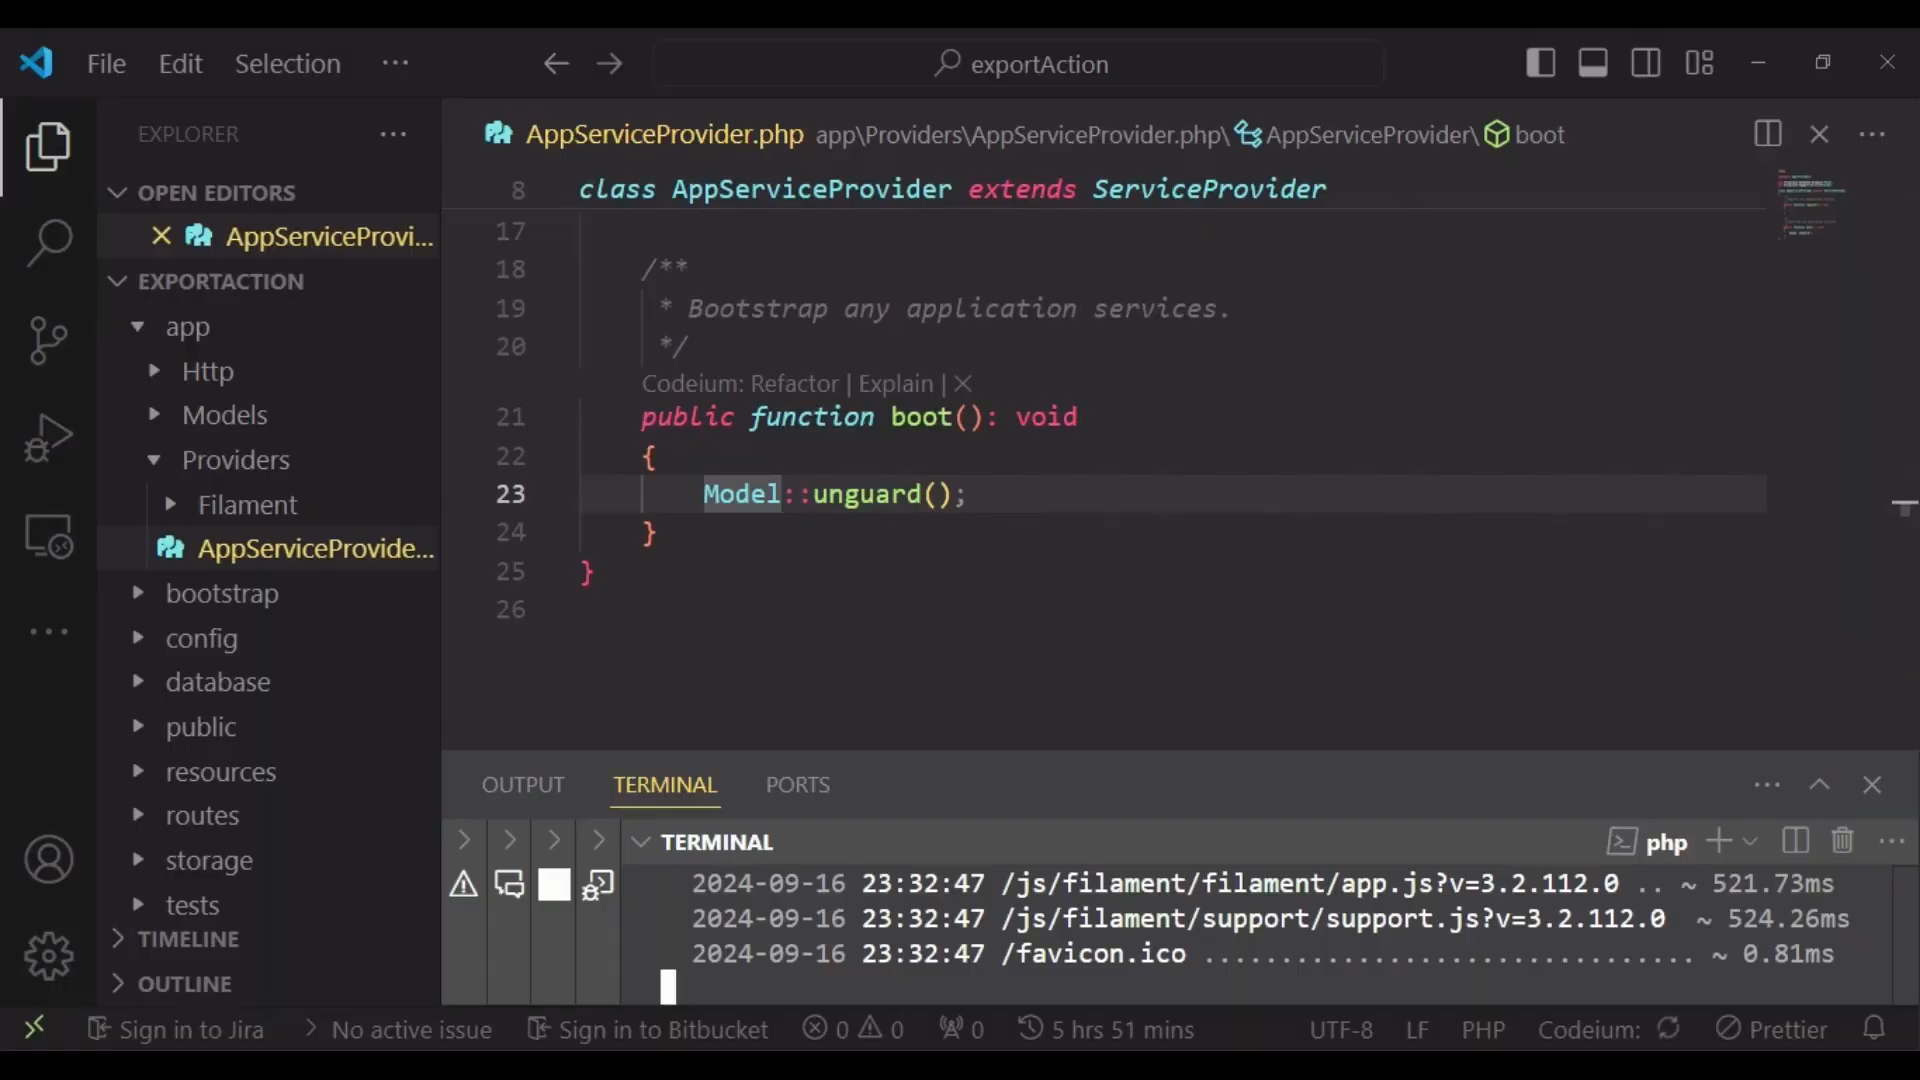 File Edit Selection ···
exportAction
EXPLORER ···
OPEN EDITORS
AppServiceProvi...
EXPORTACTION
app
Http
Models
Providers
Filament
AppServiceProvide...
bootstrap
config
database
public
resources
routes
storage
tests
TIMELINE
OUTLINE
AppServiceProvider.php app\Providers\AppServiceProvider.php\ AppServiceProvider\ boot
8 class AppServiceProvider extends ServiceProvider
17
18 /**
19 * Bootstrap any application services.
20 */
Codeium: Refactor | Explain | ✕
21 public function boot(): void
22 {
23 Model::unguard();
24 }
25 }
26
OUTPUT TERMINAL PORTS
TERMINAL
php
2024-09-16 23:32:47 /js/filament/filament/app.js?v=3.2.112.0 .. ~ 521.73ms
2024-09-16 23:32:47 /js/filament/support/support.js?v=3.2.112.0 ~ 524.26ms
2024-09-16 23:32:47 /favicon.ico ................................ ~ 0.81ms
Sign in to Jira No active issue Sign in to Bitbucket 0 0 0 5 hrs 51 mins UTF-8 LF PHP Codeium: Prettier